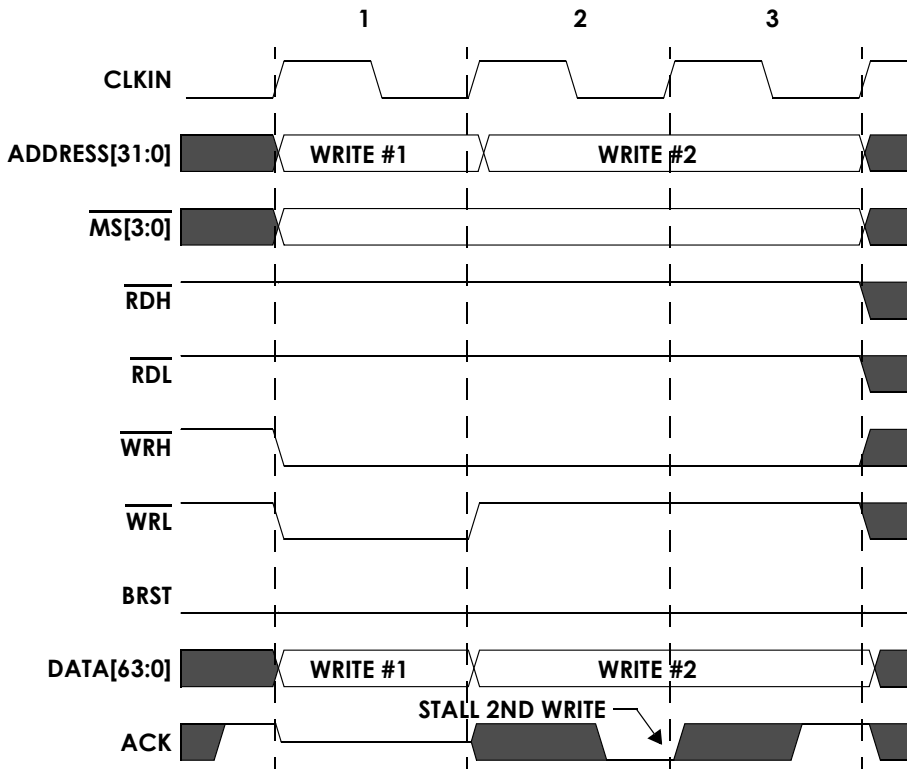 1 2 3
CLKIN
ADDRESS[31:0] WRITE #1 WRITE #2
MS[3:0]
RDH
RDL
WRH
WRL
BRST
DATA[63:0] WRITE #1 WRITE #2
STALL 2ND WRITE
ACK